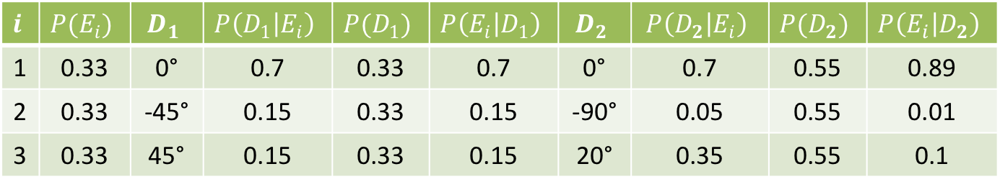 i P(E_i) D_1 P(D_1|E_i) P(D_1) P(E_i|D_1) D_2 P(D_2|E_i) P(D_2) P(E_i|D_2)
1 0.33 0° 0.7 0.33 0.7 0° 0.7 0.55 0.89
2 0.33 -45° 0.15 0.33 0.15 -90° 0.05 0.55 0.01
3 0.33 45° 0.15 0.33 0.15 20° 0.35 0.55 0.1